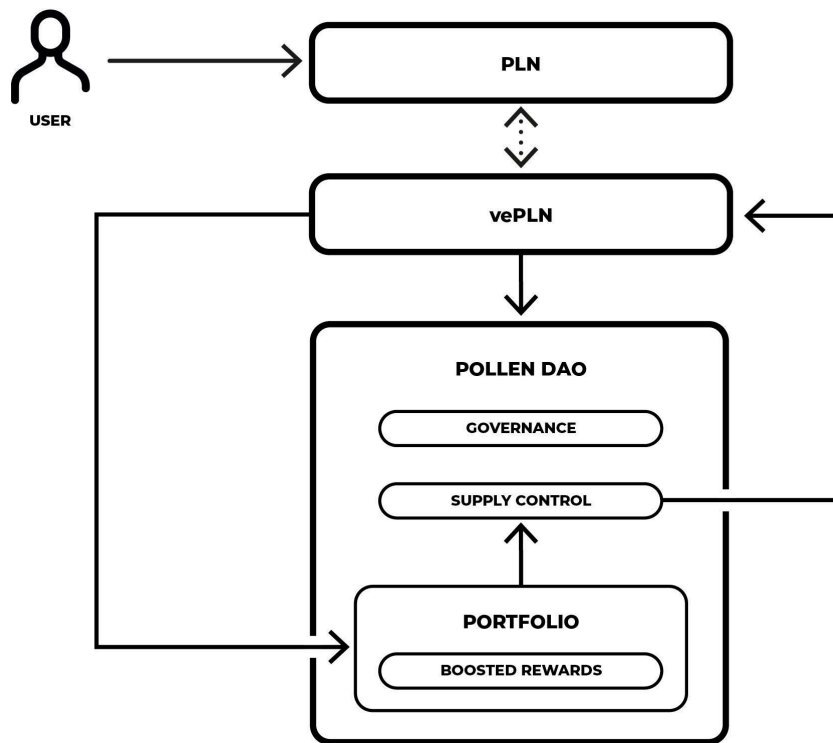 PLN
USER
vePLN
POLLEN DAO
GOVERNANCE
SUPPLY CONTROL
PORTFOLIO
BOOSTED REWARDS